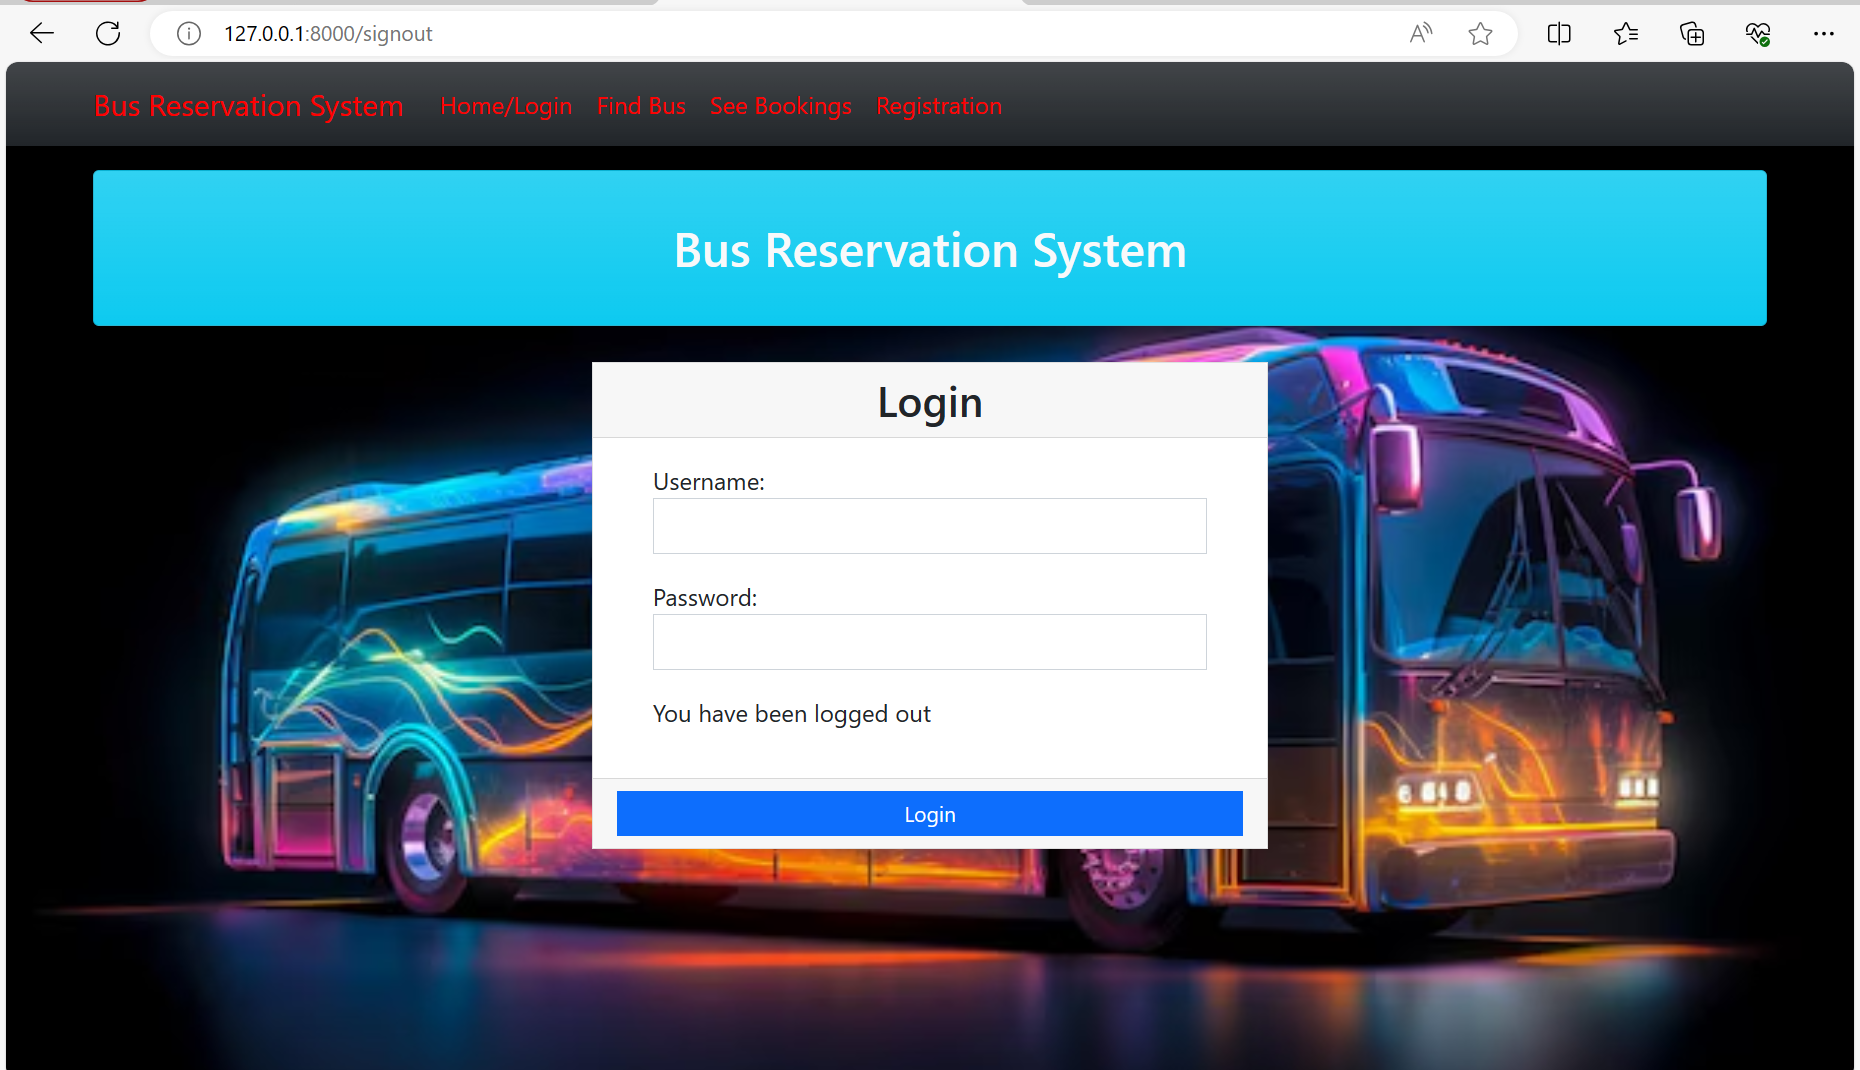 127.0.0.1:8000/signout
Bus Reservation System Home/Login Find Bus See Bookings Registration
Bus Reservation System
Login
Username:
Password:
You have been logged out
Login